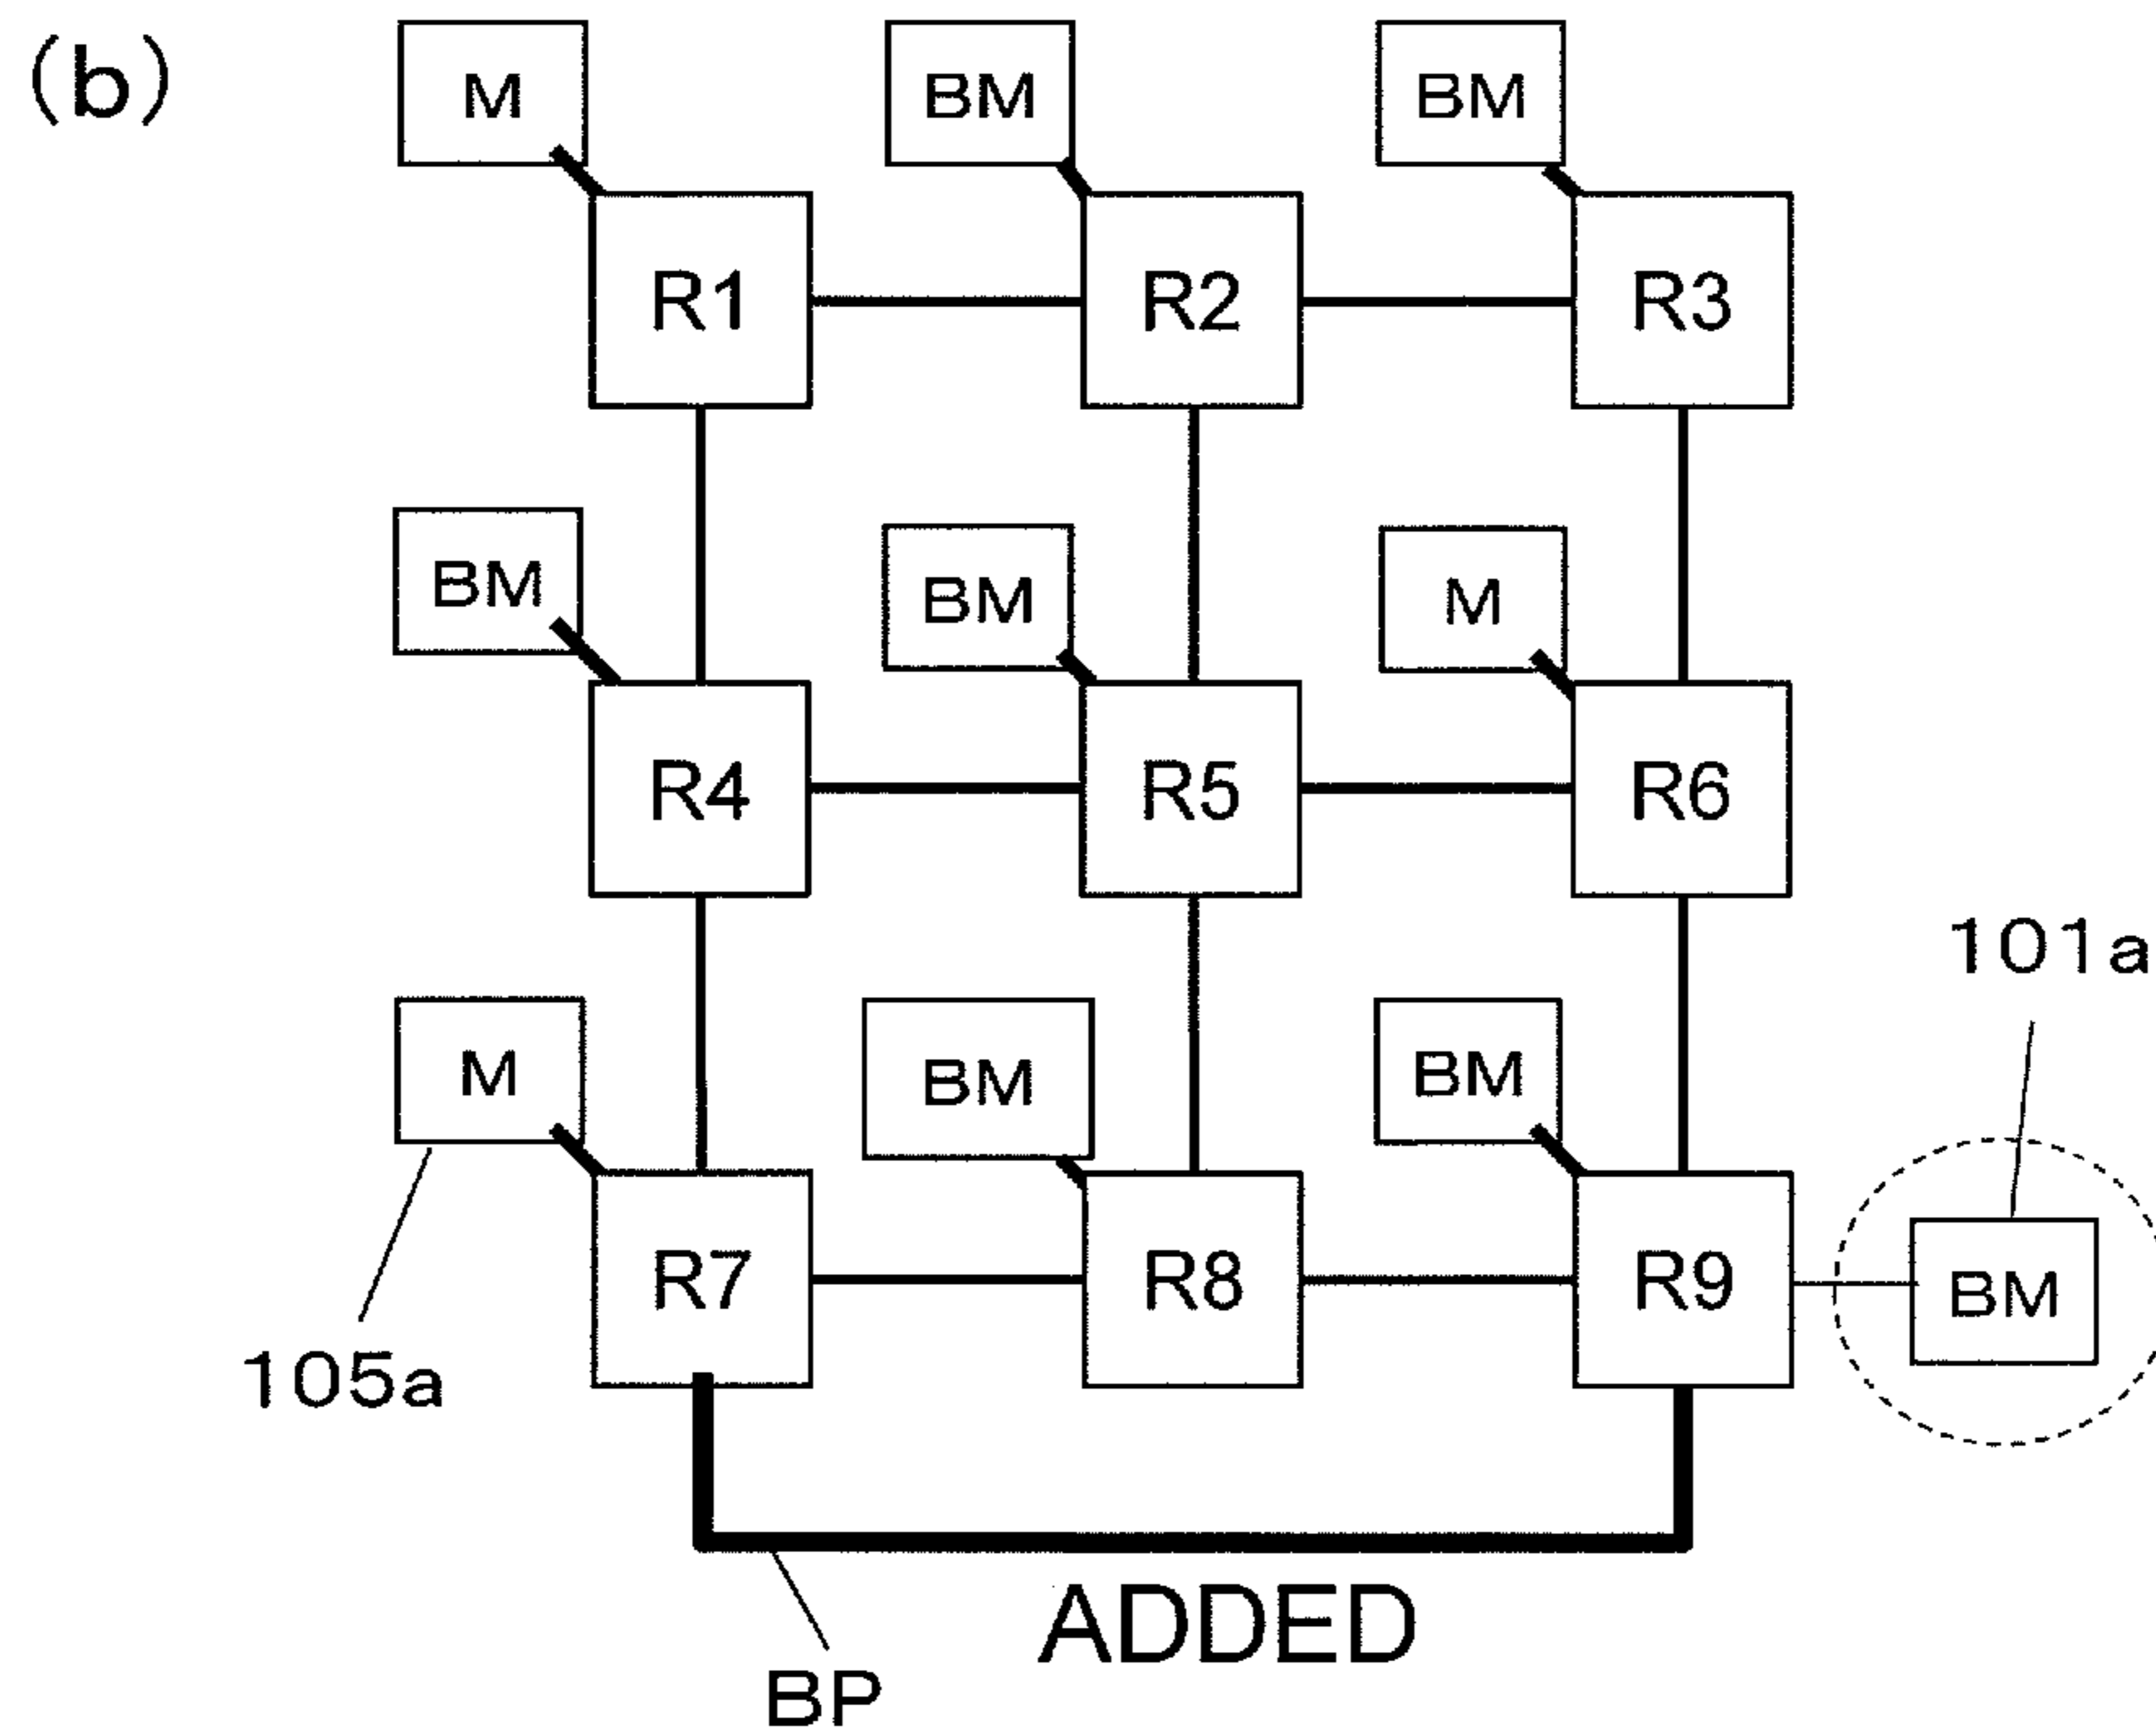 (b)
M BM BM
R1 R2 R3
BM BM M
R4 R5 R6
101a
M BM BM
R7 R8 R9 BM
105a
ADDED
BP